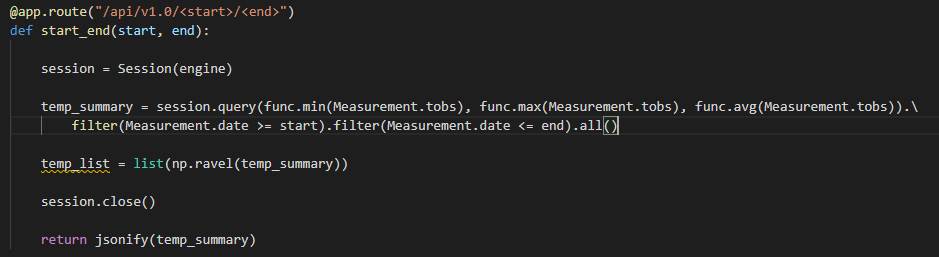 @app.route("/api/v1.0/<start>/<end>")
def start_end(start, end):
session = Session(engine)
temp_summary = session.query(func.min(Measurement.tobs), func.max(Measurement.tobs), func.avg(Measurement.tobs)).\
filter(Measurement.date >= start).filter(Measurement.date <= end).all()
temp_list = list(np.ravel(temp_summary))
session.close()
return jsonify(temp_summary)